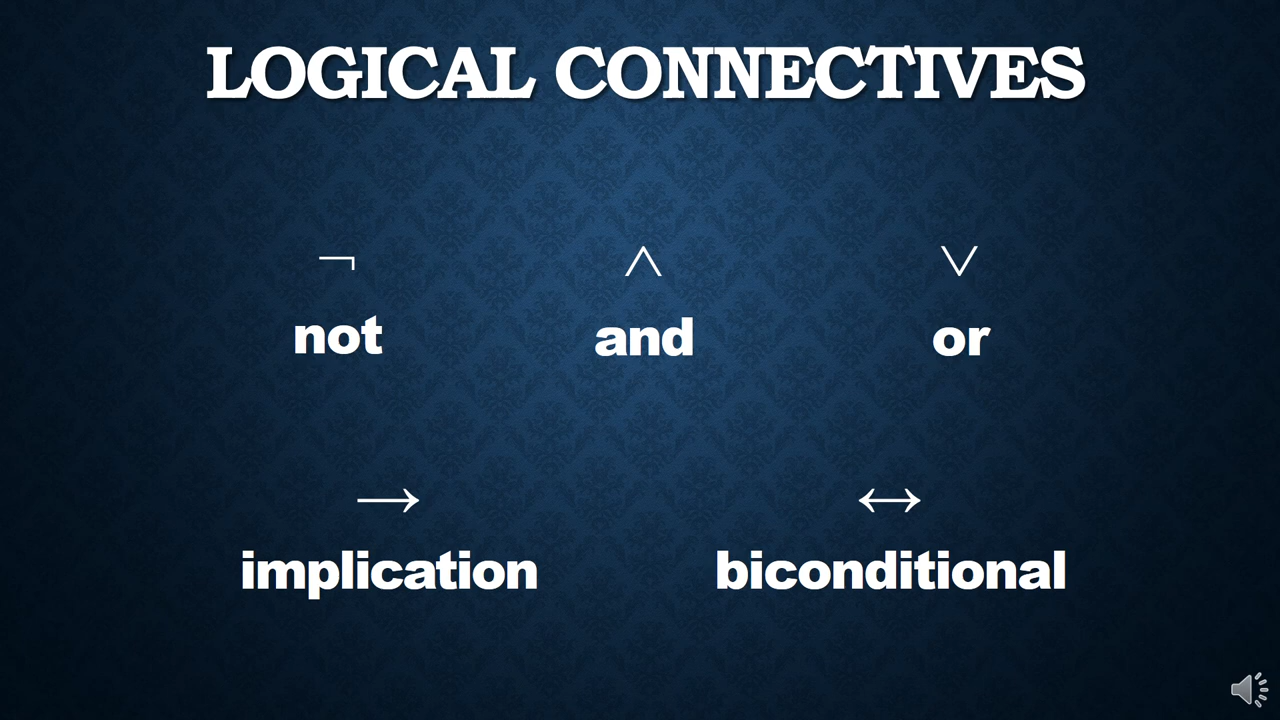 LOGICAL CONNECTIVES
¬ ∧ ∨
not and or
→ ↔
implication biconditional